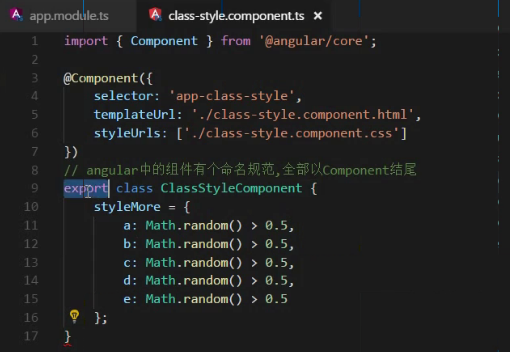 app.module.ts class-style.component.ts ×
1 import { Component } from '@angular/core';
2
3 @Component({
4 selector: 'app-class-style',
5 templateUrl: './class-style.component.html',
6 styleUrls: ['./class-style.component.css']
7 })
8 // angular中的组件有个命名规范,全部以Component结尾
9 export class ClassStyleComponent {
10 styleMore = {
11 a: Math.random() > 0.5,
12 b: Math.random() > 0.5,
13 c: Math.random() > 0.5,
14 d: Math.random() > 0.5,
15 e: Math.random() > 0.5
16 };
17 }